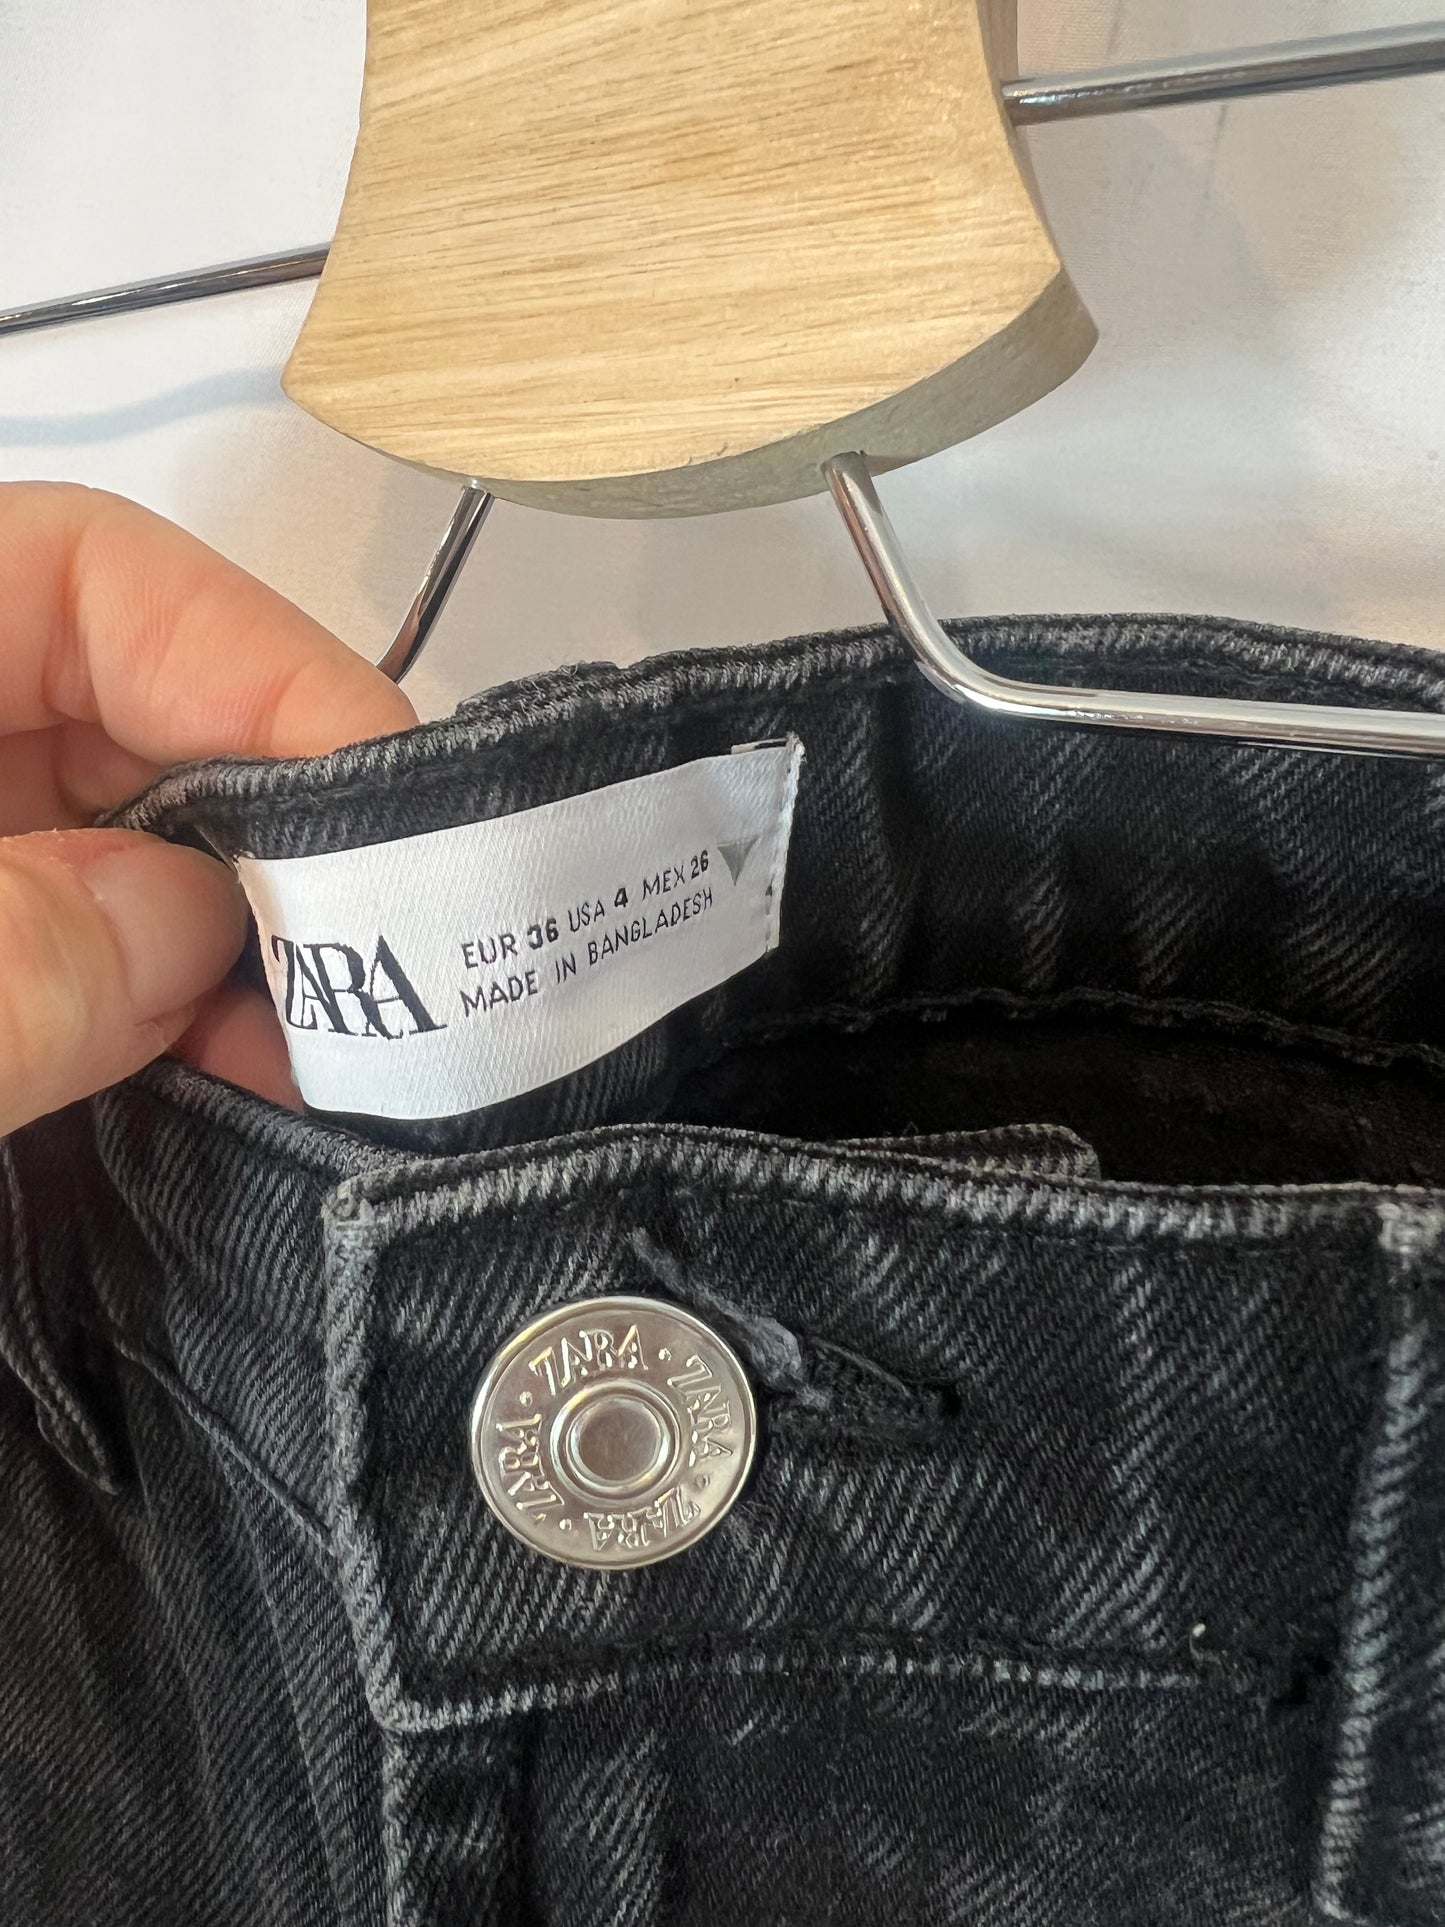 ZARA
EUR 36 USA 4 MEX 26
MADE IN BANGLADESH
ZARA · ZARA · ZARA · ZARA ·